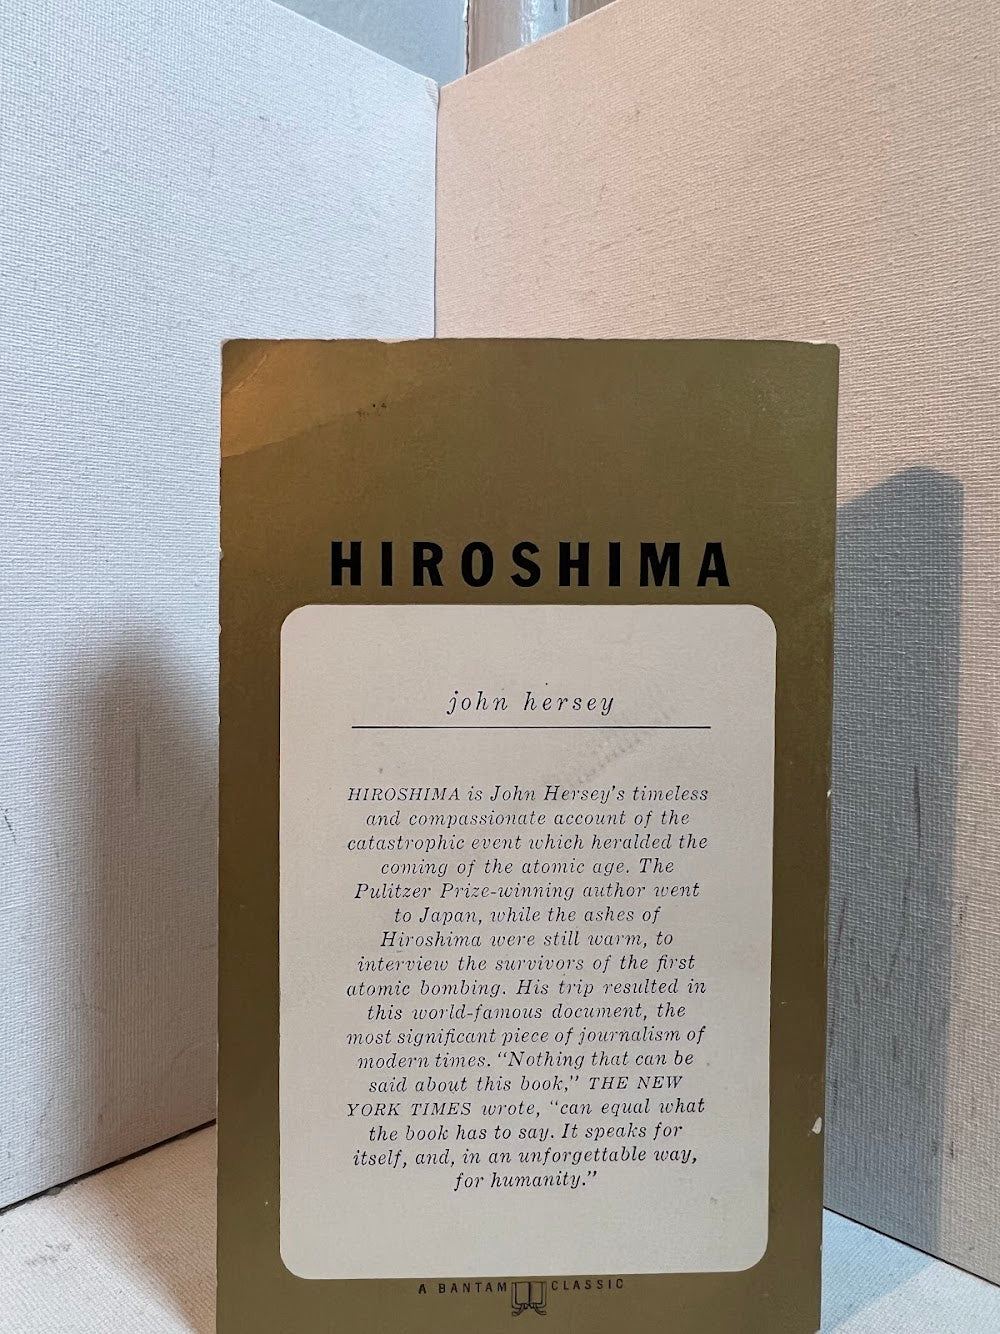 HIROSHIMA
john hersey
HIROSHIMA is John Hersey's timeless
and compassionate account of the
catastrophic event which heralded the
coming of the atomic age. The
Pulitzer Prize-winning author went
to Japan, while the ashes of
Hiroshima were still warm, to
interview the survivors of the first
atomic bombing. His trip resulted in
this world-famous document, the
most significant piece of journalism of
modern times. "Nothing that can be
said about this book," THE NEW
YORK TIMES wrote, "can equal what
the book has to say. It speaks for
itself, and, in an unforgettable way,
for humanity."
A BANTAM CLASSIC